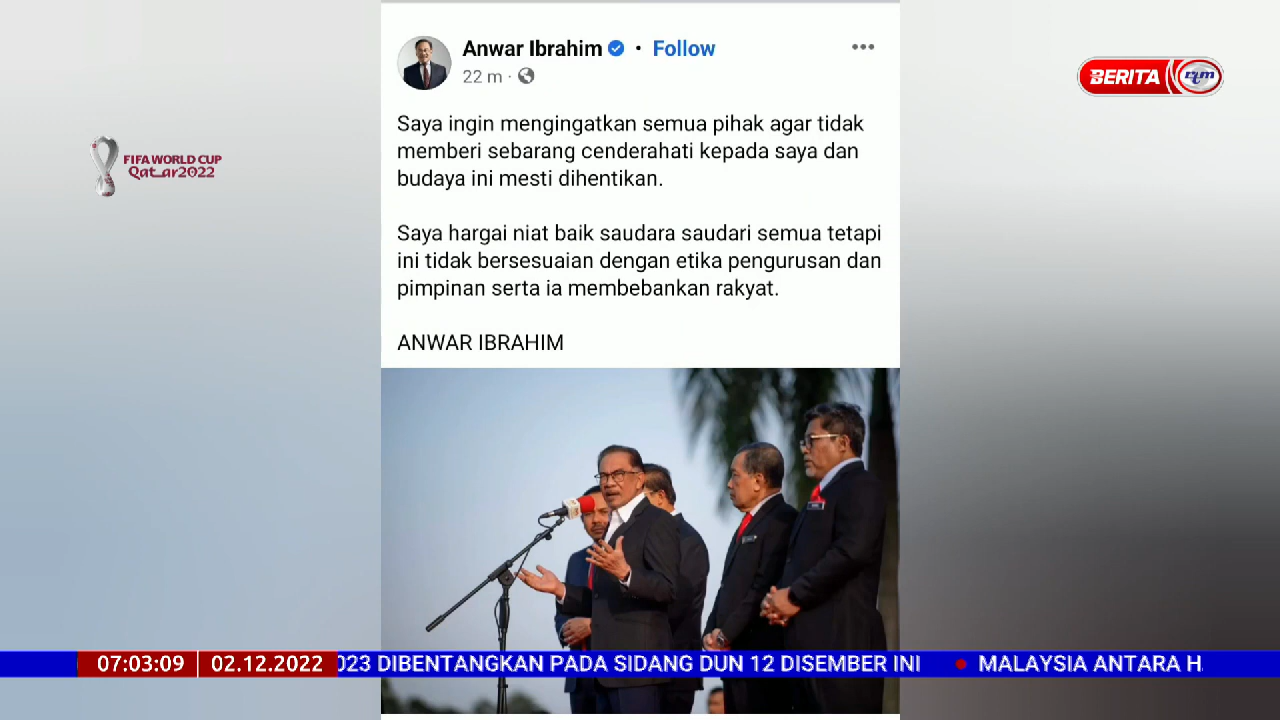 Anwar Ibrahim • Follow
22 m ·
BERITA rtm
Saya ingin mengingatkan semua pihak agar tidak
memberi sebarang cenderahati kepada saya dan
budaya ini mesti dihentikan.
FIFA WORLD CUP
Qatar2022
Saya hargai niat baik saudara saudari semua tetapi
ini tidak bersesuaian dengan etika pengurusan dan
pimpinan serta ia membebankan rakyat.
ANWAR IBRAHIM
07:03:09 02.12.2022 023 DIBENTANGKAN PADA SIDANG DUN 12 DISEMBER INI • MALAYSIA ANTARA H